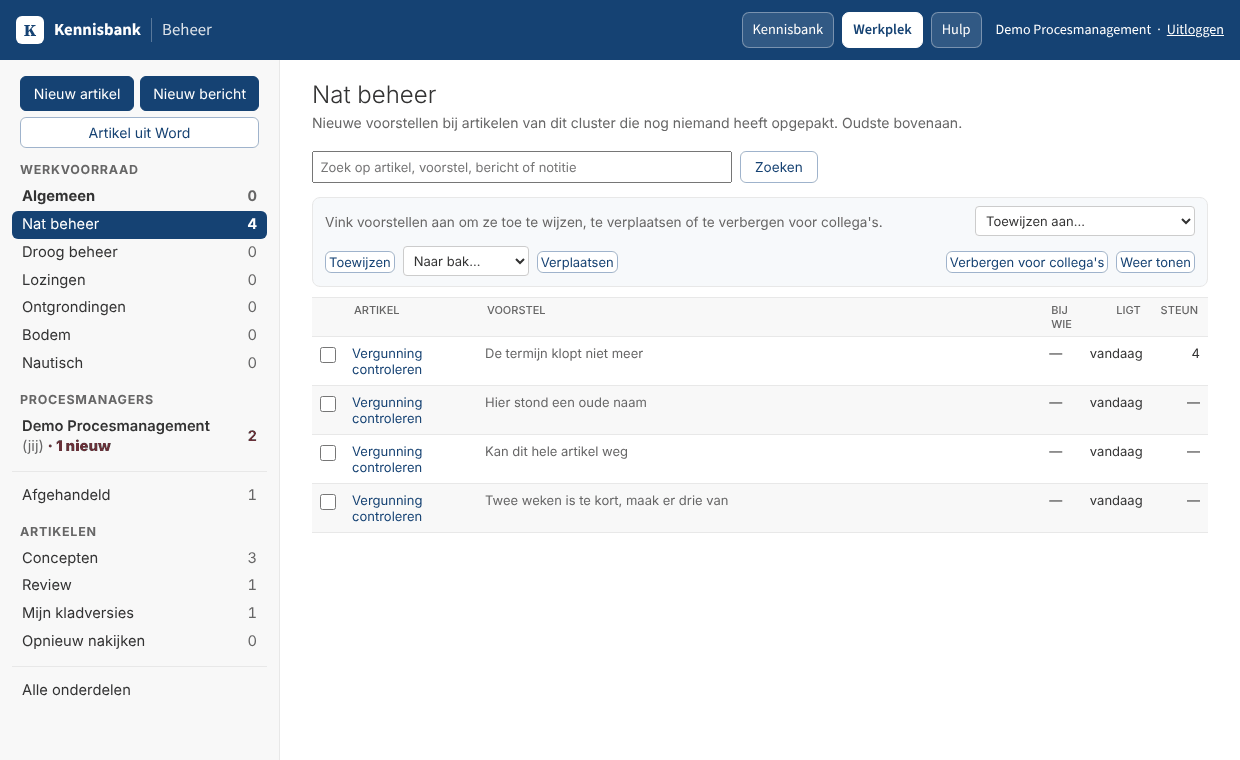 K Kennisbank Beheer
Kennisbank Werkplek Hulp Demo Procesmanagement · Uitloggen
Nieuw artikel Nieuw bericht
Artikel uit Word
WERKVOORRAAD
Algemeen 0
Nat beheer 4
Droog beheer 0
Lozingen 0
Ontgrondingen 0
Bodem 0
Nautisch 0
PROCESMANAGERS
Demo Procesmanagement
(jij) · 1 nieuw 2
Afgehandeld 1
ARTIKELEN
Concepten 3
Review 1
Mijn kladversies 1
Opnieuw nakijken 0
Alle onderdelen
Nat beheer
Nieuwe voorstellen bij artikelen van dit cluster die nog niemand heeft opgepakt. Oudste bovenaan.
Zoek op artikel, voorstel, bericht of notitie Zoeken
Vink voorstellen aan om ze toe te wijzen, te verplaatsen of te verbergen voor collega's. Toewijzen aan...
Toewijzen Naar bak... Verplaatsen Verbergen voor collega's Weer tonen
ARTIKEL VOORSTEL BIJ WIE LIGT STEUN
Vergunning controleren De termijn klopt niet meer — vandaag 4
Vergunning controleren Hier stond een oude naam — vandaag —
Vergunning controleren Kan dit hele artikel weg — vandaag —
Vergunning controleren Twee weken is te kort, maak er drie van — vandaag —